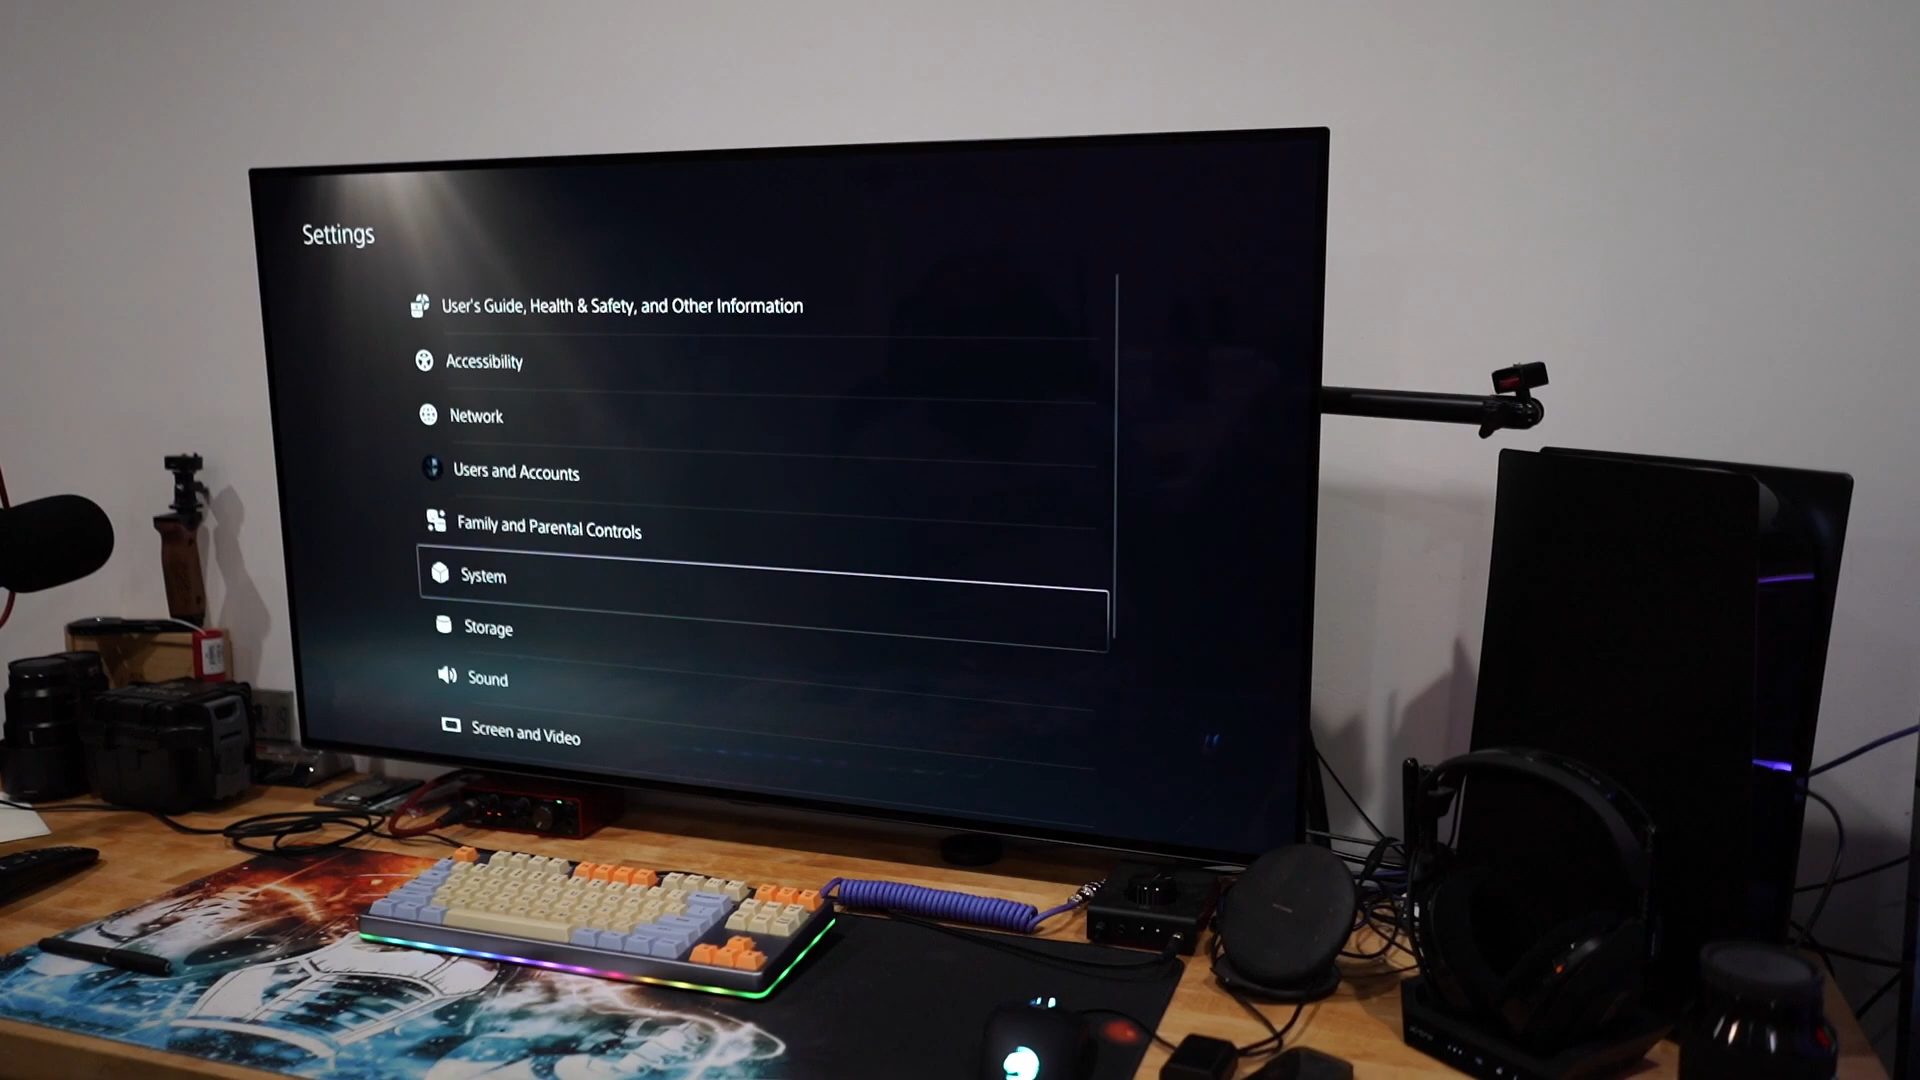 Settings
User's Guide, Health & Safety, and Other Information
Accessibility
Network
Users and Accounts
Family and Parental Controls
System
Storage
Sound
Screen and Video